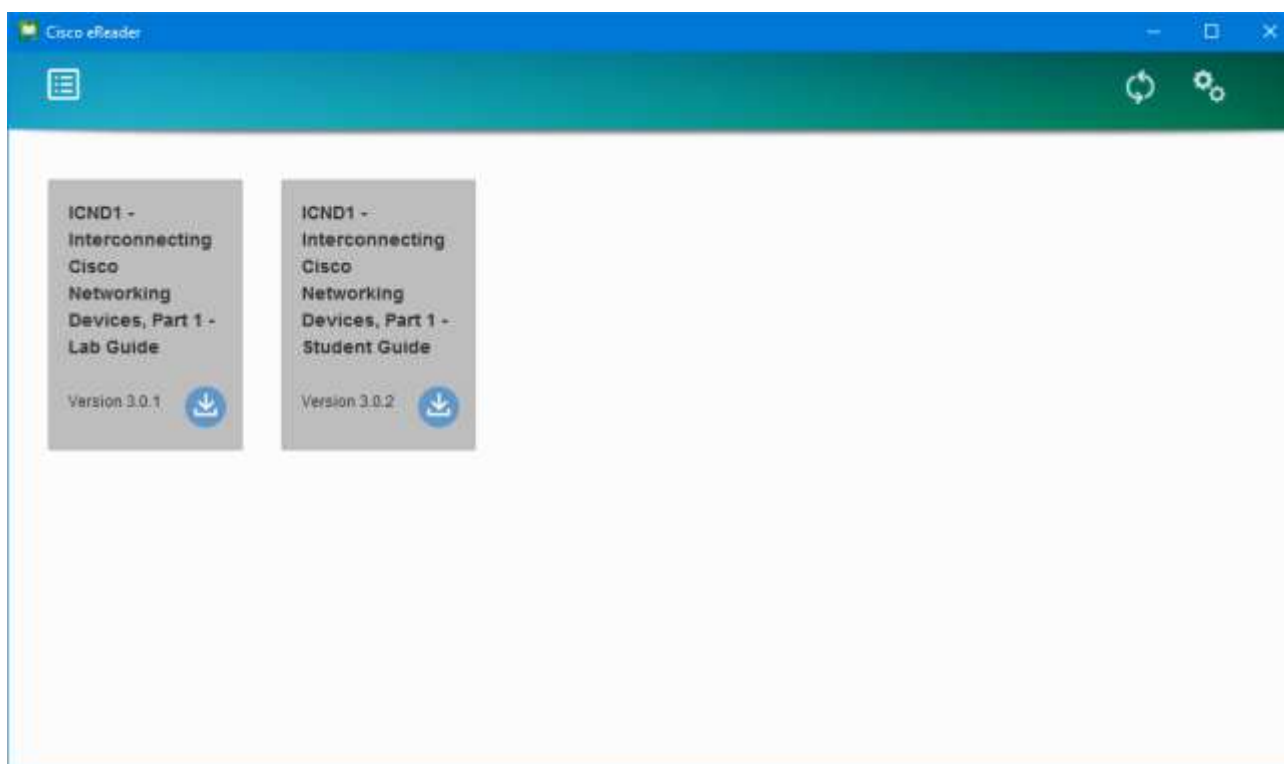 Cisco eReader
ICND1 -
Interconnecting
Cisco
Networking
Devices, Part 1 -
Lab Guide
Version 3.0.1
ICND1 -
Interconnecting
Cisco
Networking
Devices, Part 1 -
Student Guide
Version 3.0.2